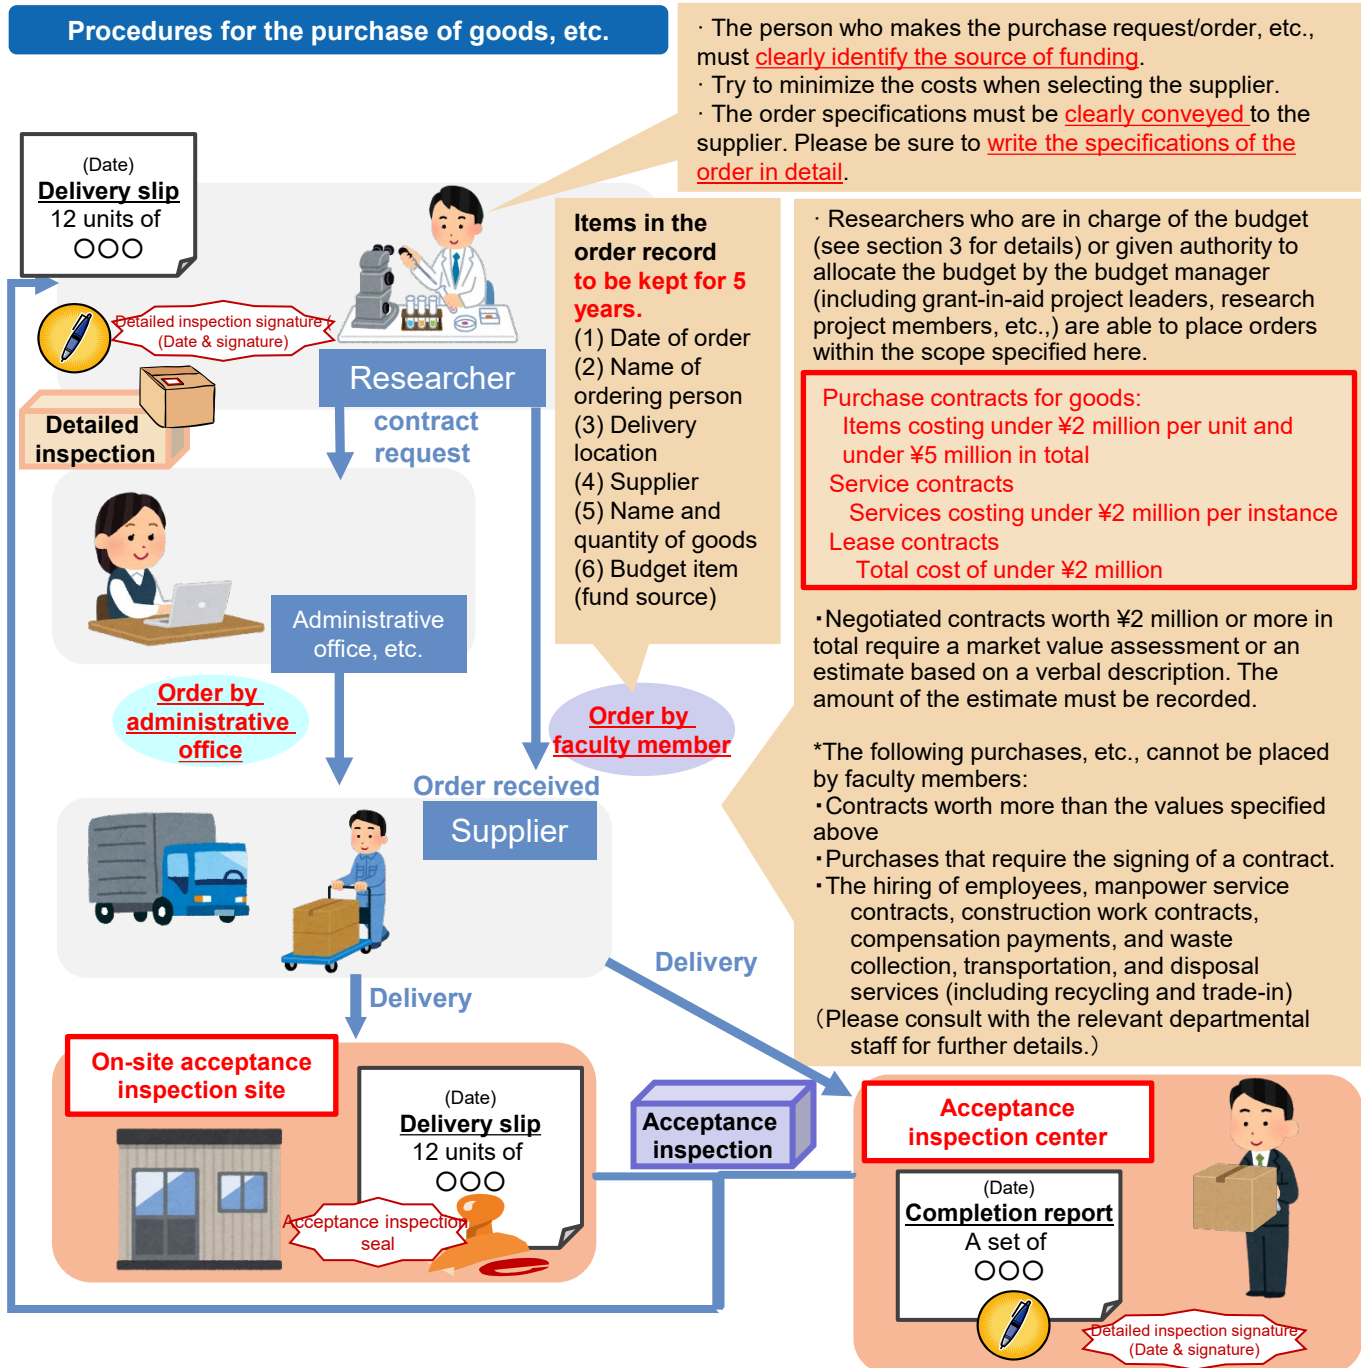 Procedures for the purchase of goods, etc.
· The person who makes the purchase request/order, etc.,
must clearly identify the source of funding.
· Try to minimize the costs when selecting the supplier.
· The order specifications must be clearly conveyed to the
supplier. Please be sure to write the specifications of the
order in detail.
(Date)
Delivery slip
12 units of
○○○
Detailed inspection signature /
(Date & signature)
Detailed
inspection
Researcher
contract
request
Items in the
order record
to be kept for 5
years.
(1) Date of order
(2) Name of
ordering person
(3) Delivery
location
(4) Supplier
(5) Name and
quantity of goods
(6) Budget item
(fund source)
· Researchers who are in charge of the budget
(see section 3 for details) or given authority to
allocate the budget by the budget manager
(including grant-in-aid project leaders, research
project members, etc.,) are able to place orders
within the scope specified here.
Purchase contracts for goods:
Items costing under ¥2 million per unit and
under ¥5 million in total
Service contracts
Services costing under ¥2 million per instance
Lease contracts
Total cost of under ¥2 million
・Negotiated contracts worth ¥2 million or more in
total require a market value assessment or an
estimate based on a verbal description. The
amount of the estimate must be recorded.
*The following purchases, etc., cannot be placed
by faculty members:
・Contracts worth more than the values specified
above
・Purchases that require the signing of a contract.
・The hiring of employees, manpower service
contracts, construction work contracts,
compensation payments, and waste
collection, transportation, and disposal
services (including recycling and trade-in)
（Please consult with the relevant departmental
staff for further details.）
Administrative
office, etc.
Order by
administrative
office
Order by
faculty member
Order received
Supplier
Delivery
Delivery
On-site acceptance
inspection site
(Date)
Delivery slip
12 units of
○○○
Acceptance inspection
seal
Acceptance
inspection
Acceptance
inspection center
(Date)
Completion report
A set of
○○○
Detailed inspection signature
(Date & signature)